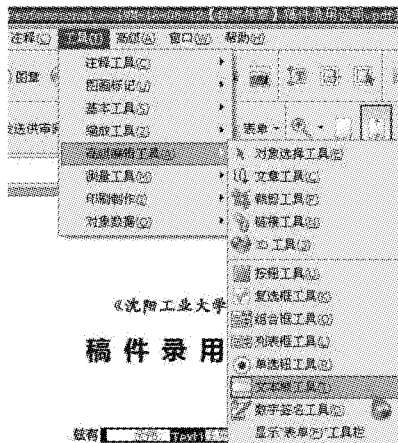 注释(C) 工具(T) 高级(A) 窗口(W) 帮助(H)
图章
注释工具(C)
图画标记(U)
基本工具(S)
缩放工具(Z)
高级编辑工具(A)
测量工具(M)
印刷制作(I)
对象数据(O)
表单
对象选择工具(E)
文章工具(C)
裁剪工具(P)
链接工具(H)
3D 工具(J)
按钮工具(U)
复选框工具(K)
组合框工具(O)
列表框工具(L)
单选钮工具(K)
文本域工具(T)
数字签名工具(D)
显示"表单(F)"工具栏
《沈阳工业大学
稿件录用
兹有